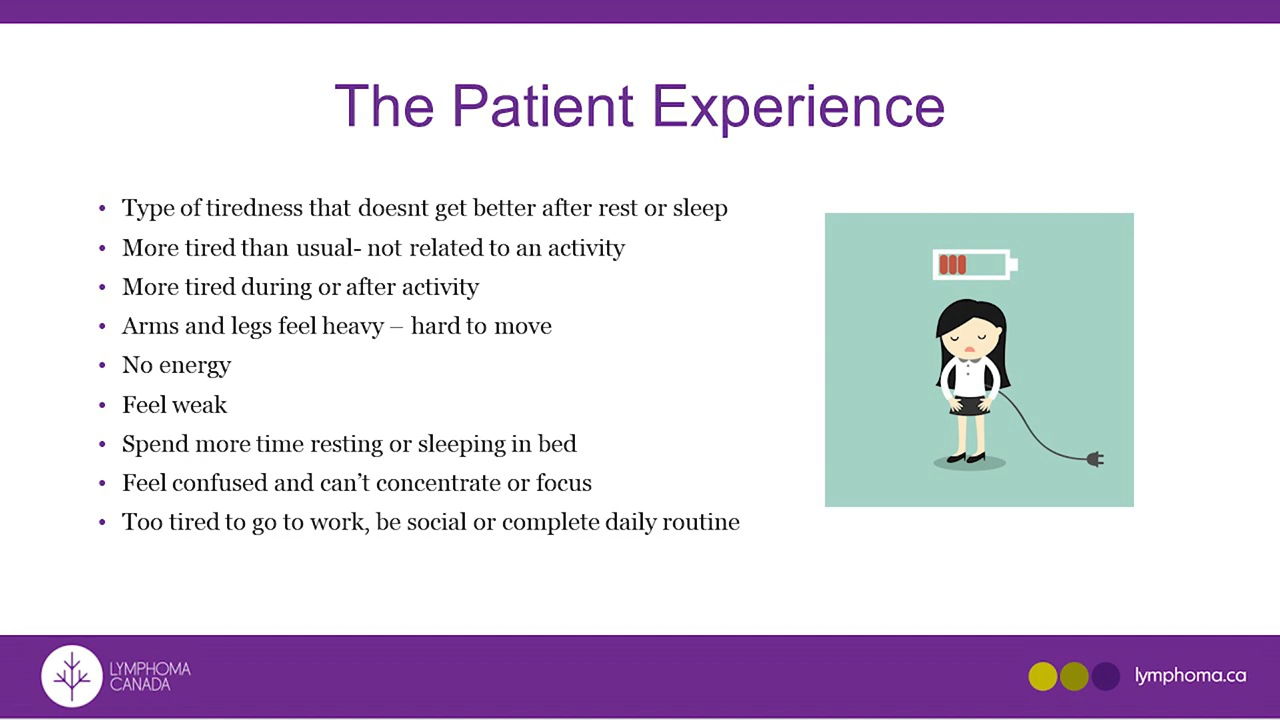 The Patient Experience
• Type of tiredness that doesnt get better after rest or sleep
• More tired than usual- not related to an activity
• More tired during or after activity
• Arms and legs feel heavy – hard to move
• No energy
• Feel weak
• Spend more time resting or sleeping in bed
• Feel confused and can’t concentrate or focus
• Too tired to go to work, be social or complete daily routine
LYMPHOMA
CANADA
lymphoma.ca